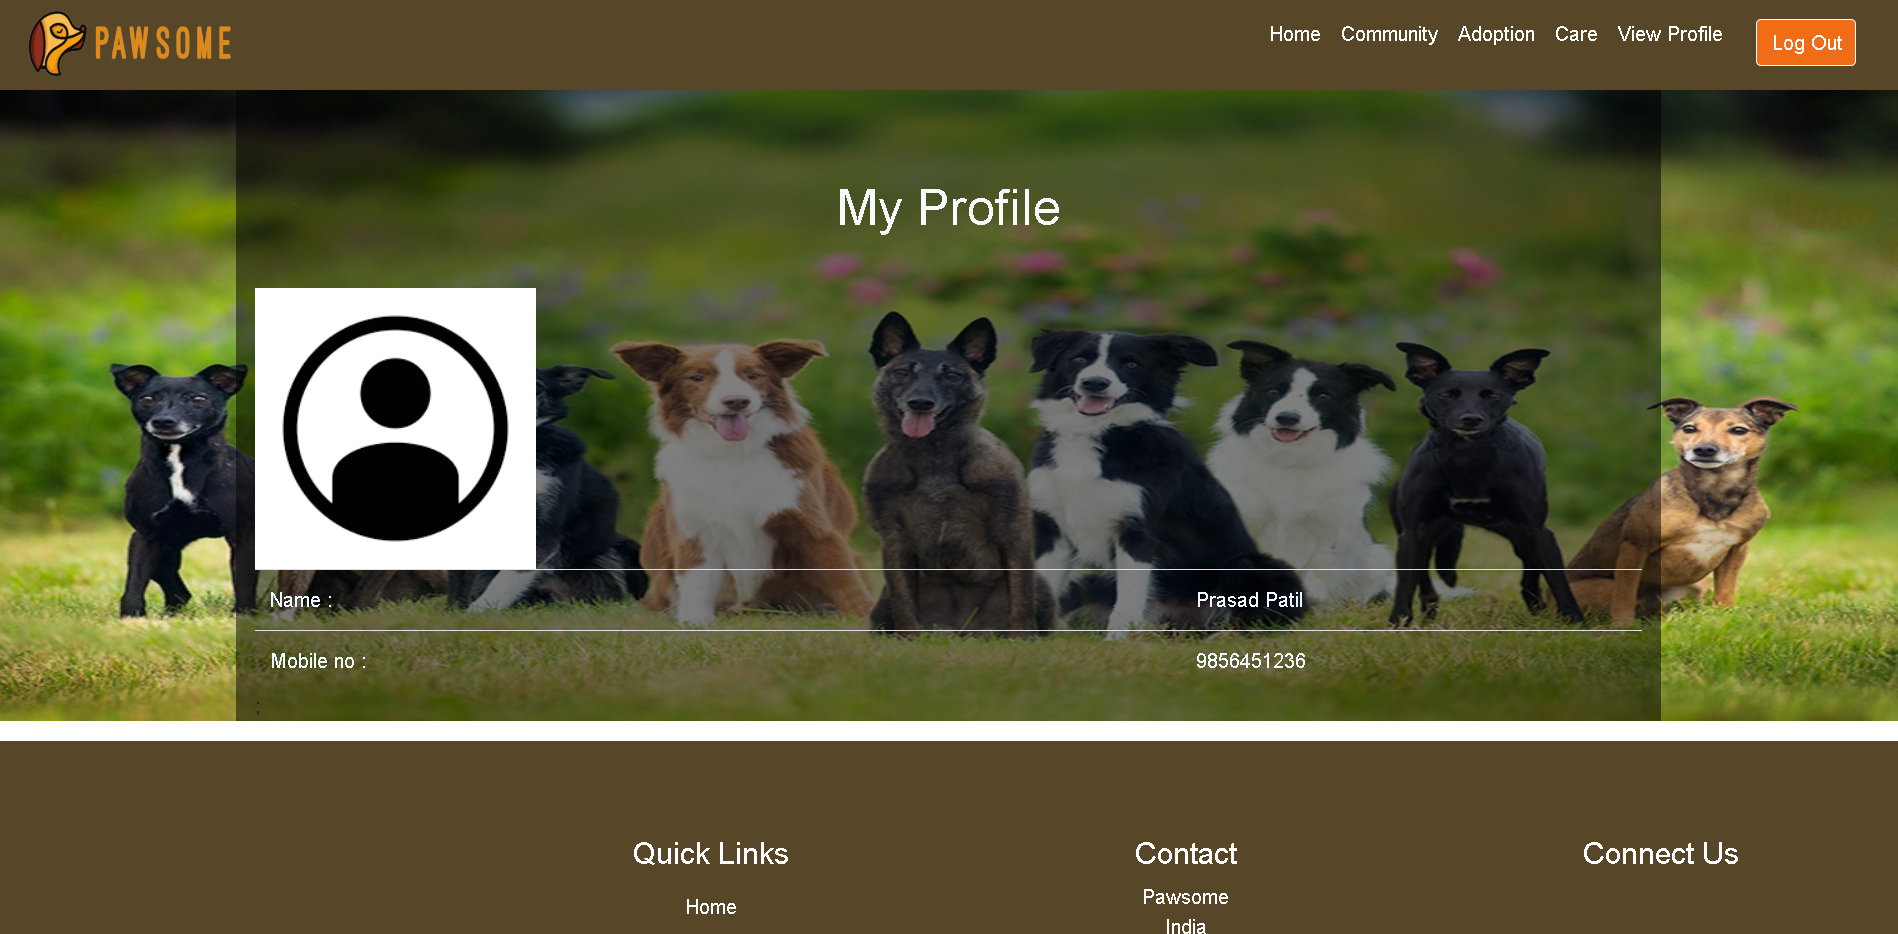 PAWSOME
Home Community Adoption Care View Profile Log Out
My Profile
Name : Prasad Patil
Mobile no : 9856451236
;
Quick Links Contact Connect Us
Home Pawsome
India